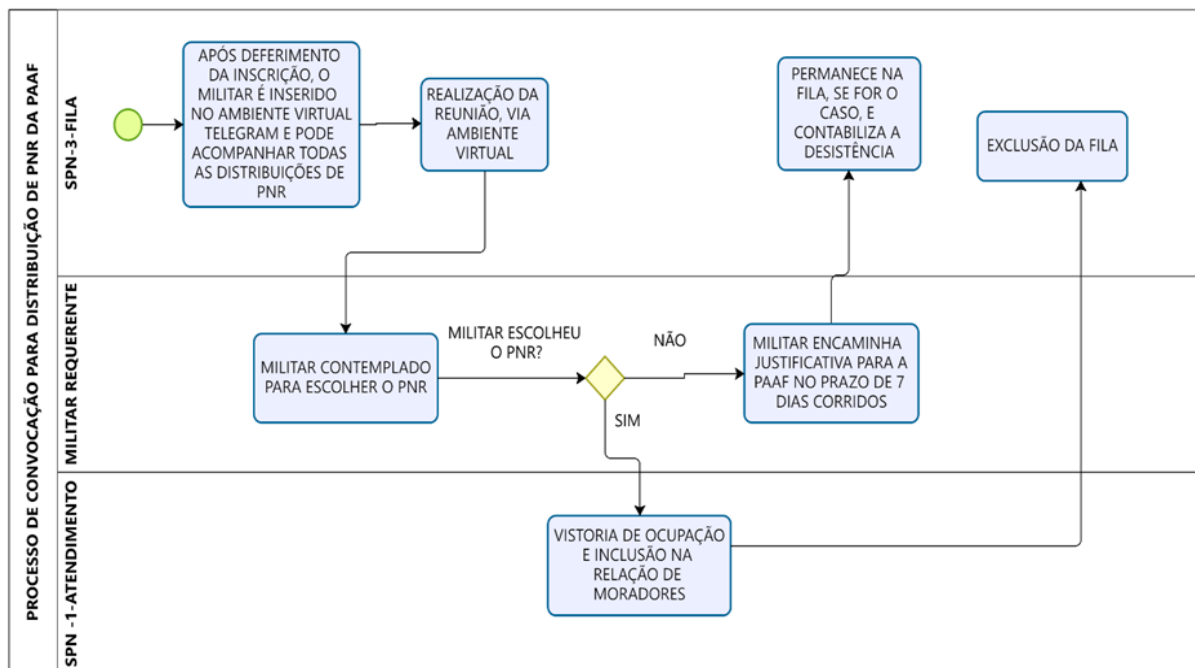 PROCESSO DE CONVOCAÇÃO PARA DISTRIBUIÇÃO DE PNR DA PAAF
SPN-3-FILA
APÓS DEFERIMENTO
DA INSCRIÇÃO, O
MILITAR É INSERIDO
NO AMBIENTE VIRTUAL
TELEGRAM E PODE
ACOMPANHAR TODAS
AS DISTRIBUIÇÕES DE
PNR
REALIZAÇÃO DA
REUNIÃO, VIA
AMBIENTE
VIRTUAL
PERMANECE NA
FILA, SE FOR O
CASO, E
CONTABILIZA A
DESISTÊNCIA
EXCLUSÃO DA FILA
MILITAR REQUERENTE
MILITAR CONTEMPLADO
PARA ESCOLHER O PNR
MILITAR ESCOLHEU
O PNR?
NÃO
SIM
MILITAR ENCAMINHA
JUSTIFICATIVA PARA A
PAAF NO PRAZO DE 7
DIAS CORRIDOS
SPN -1-ATENDIMENTO
VISTORIA DE OCUPAÇÃO
E INCLUSÃO NA
RELAÇÃO DE
MORADORES